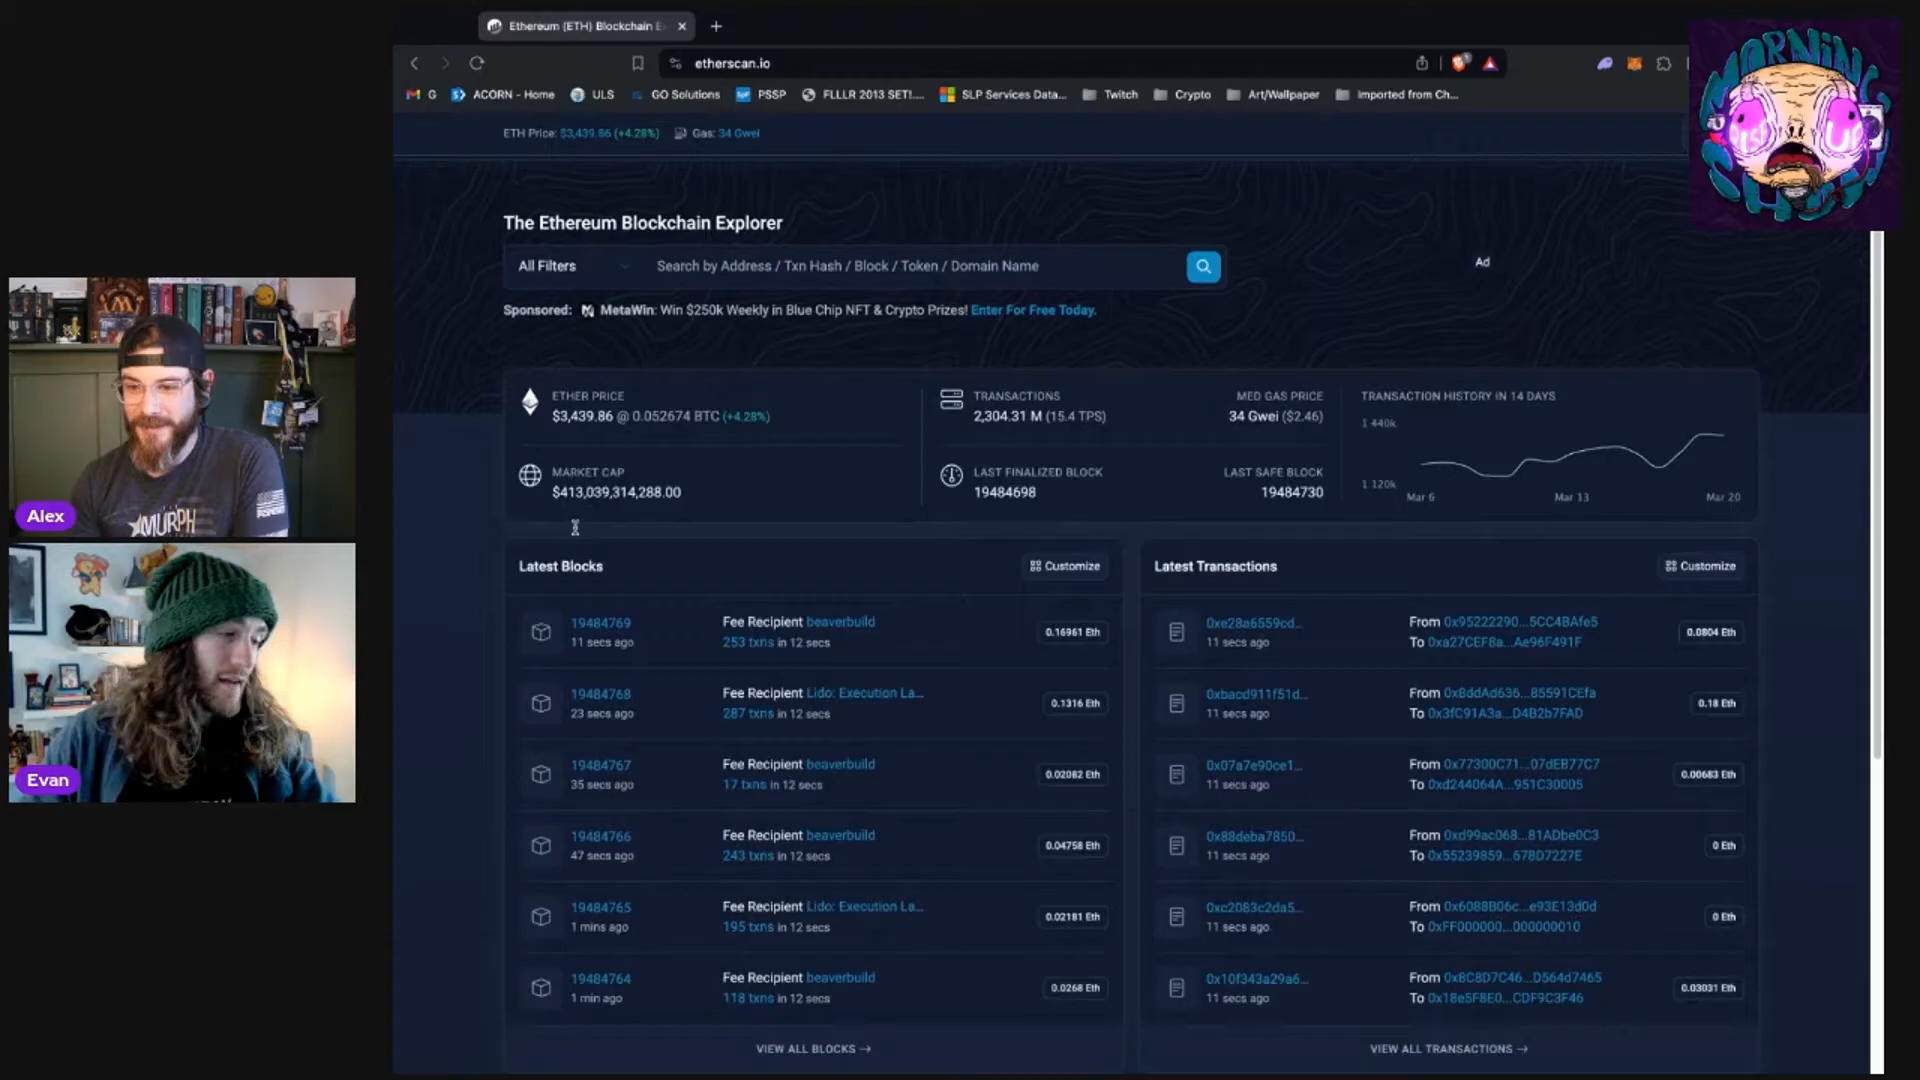 Ethereum (ETH) Blockchain E
etherscan.io
G
ACORN - Home
ULS
GO Solutions
PSSP
FLLLR 2013 SET!....
SLP Services Data...
Twitch
Crypto
Art/Wallpaper
Imported from Ch...
MORNING
RISE UP
SHOW
ETH Price: $3,439.86 (+4.28%)
Gas: 34 Gwei
The Ethereum Blockchain Explorer
All Filters
Search by Address / Txn Hash / Block / Token / Domain Name
Ad
Sponsored: MetaWin: Win $250k Weekly in Blue Chip NFT & Crypto Prizes! Enter For Free Today.
ETHER PRICE
$3,439.86 @ 0.052674 BTC (+4.28%)
MARKET CAP
$413,039,314,288.00
TRANSACTIONS
2,304.31 M (15.4 TPS)
MED GAS PRICE
34 Gwei ($2.46)
LAST FINALIZED BLOCK
19484698
LAST SAFE BLOCK
19484730
TRANSACTION HISTORY IN 14 DAYS
1 440k
1 120k
Mar 6
Mar 13
Mar 20
MURPH
Alex
Evan
Latest Blocks
Customize
19484769
11 secs ago
Fee Recipient beaverbuild
253 txns in 12 secs
0.16961 Eth
19484768
23 secs ago
Fee Recipient Lido: Execution La...
287 txns in 12 secs
0.1316 Eth
19484767
35 secs ago
Fee Recipient beaverbuild
17 txns in 12 secs
0.02082 Eth
19484766
47 secs ago
Fee Recipient beaverbuild
243 txns in 12 secs
0.04758 Eth
19484765
1 mins ago
Fee Recipient Lido: Execution La...
195 txns in 12 secs
0.02181 Eth
19484764
1 min ago
Fee Recipient beaverbuild
118 txns in 12 secs
0.0268 Eth
VIEW ALL BLOCKS →
Latest Transactions
Customize
0xe28a6559cd...
11 secs ago
From 0x95222290...5CC4BAfe5
To 0xa27CEF8a...Ae96F491F
0.0804 Eth
0xbacd911f51d...
11 secs ago
From 0x8ddAd636...85591CEfa
To 0x3fC91A3a...D4B2b7FAD
0.18 Eth
0x07a7e90ce1...
11 secs ago
From 0x77300C71...07dEB77C7
To 0xd244064A...951C30005
0.00683 Eth
0x88deba7850...
11 secs ago
From 0xd99ac068...81ADbe0C3
To 0x55239859...678D7227E
0 Eth
0xc2083c2da5...
11 secs ago
From 0x6088B06c...e93E13d0d
To 0xFF000000...000000010
0 Eth
0x10f343a29a6...
11 secs ago
From 0x8C8D7C46...D564d7465
To 0x18e5F8E0...CDF9C3F46
0.03031 Eth
VIEW ALL TRANSACTIONS →